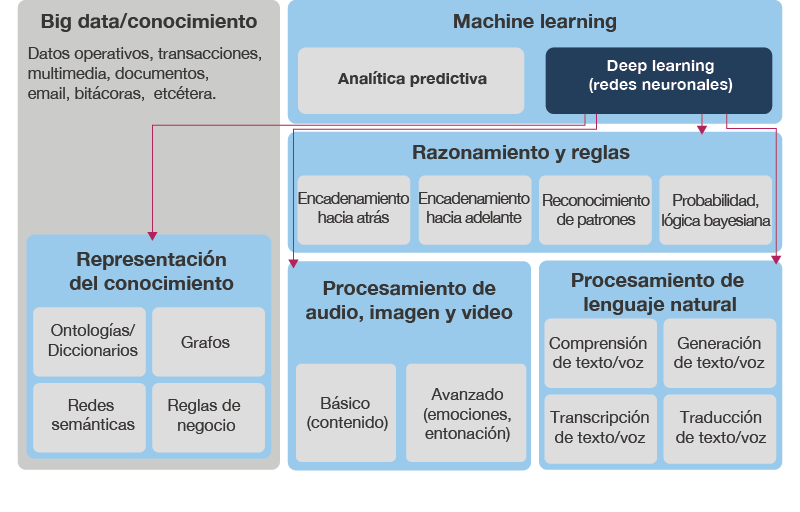 Big data/conocimiento
Datos operativos, transacciones,
multimedia, documentos,
email, bitácoras, etcétera.
Machine learning
Analítica predictiva
Deep learning
(redes neuronales)
Razonamiento y reglas
Encadenamiento
hacia atrás
Encadenamiento
hacia adelante
Reconocimiento
de patrones
Probabilidad,
lógica bayesiana
Representación
del conocimiento
Ontologías/
Diccionarios
Grafos
Redes
semánticas
Reglas de
negocio
Procesamiento de
audio, imagen y video
Básico
(contenido)
Avanzado
(emociones,
entonación)
Procesamiento de
lenguaje natural
Comprensión
de texto/voz
Generación
de texto/voz
Transcripción
de texto/voz
Traducción
de texto/voz